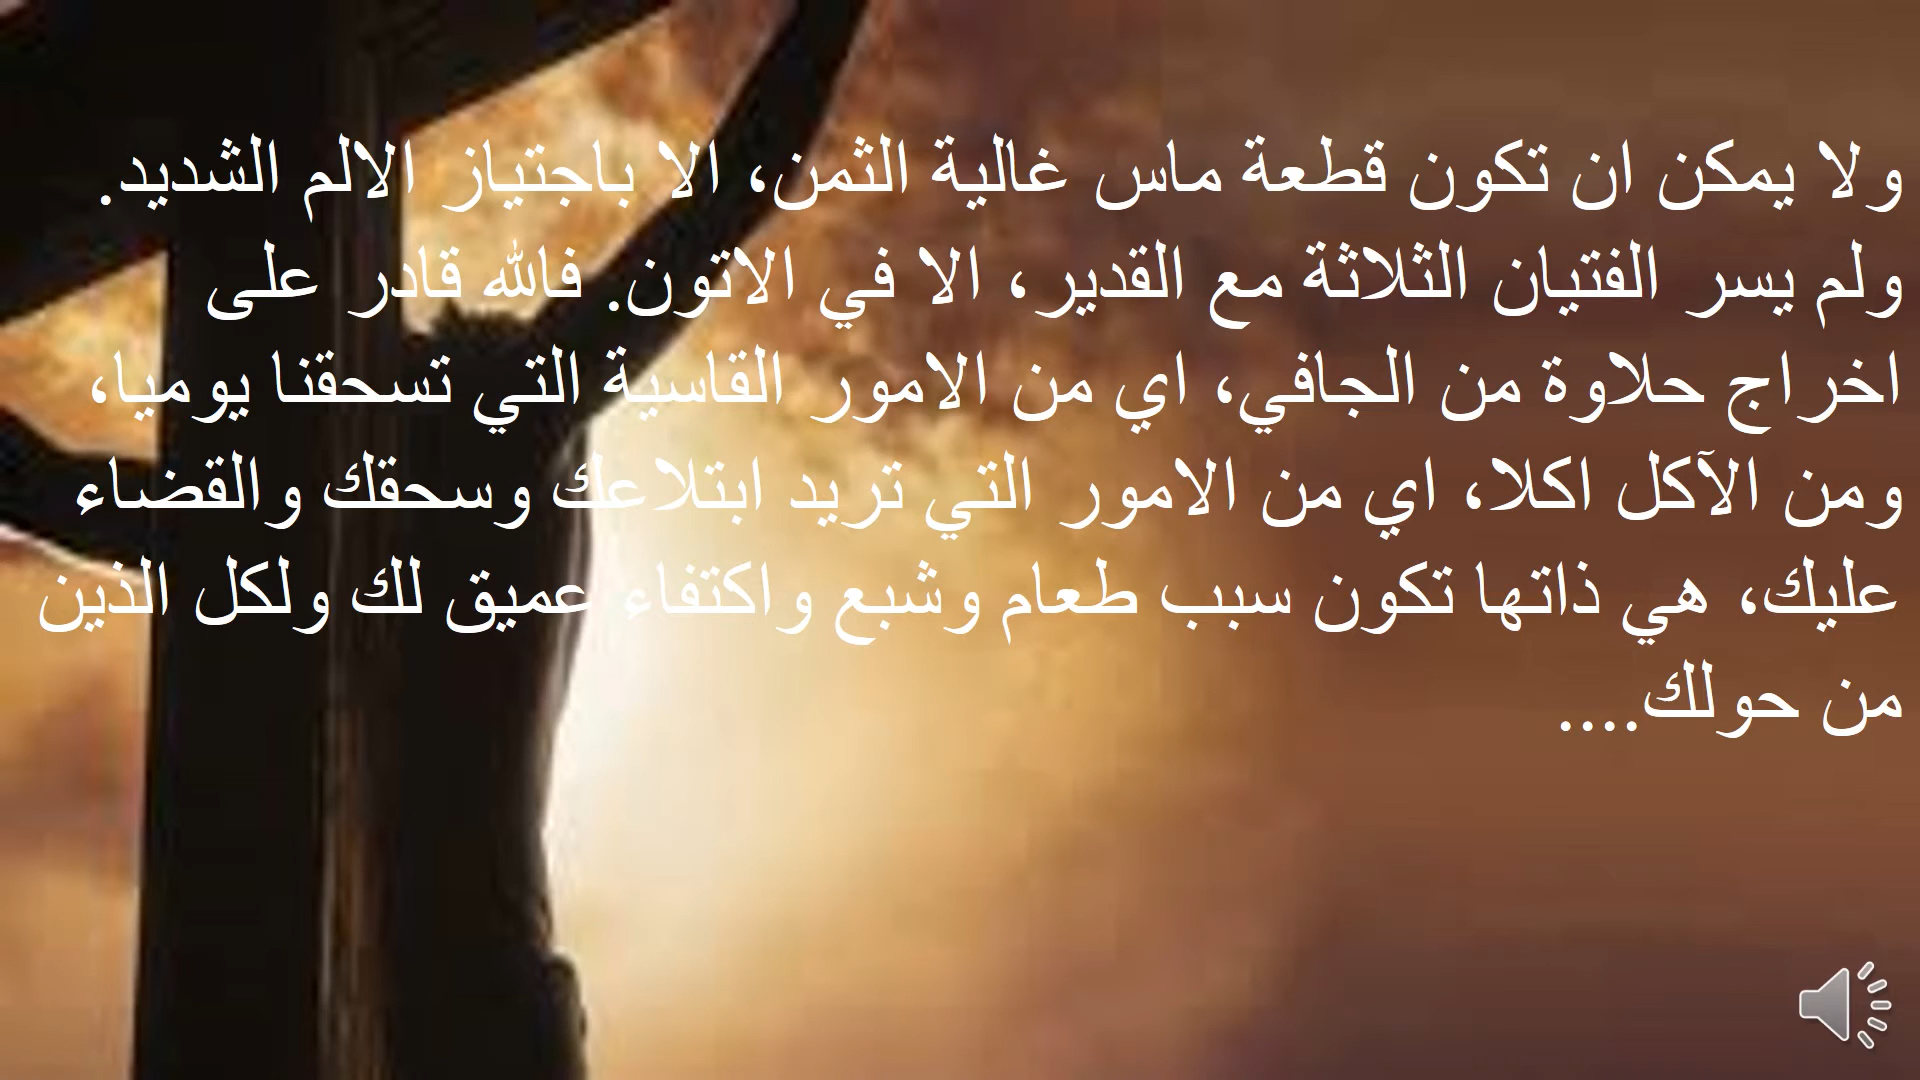 ولا يمكن ان تكون قطعة ماس غالية الثمن، الا باجتياز الالم الشديد.
ولم يسر الفتيان الثلاثة مع القدير، الا في الاتون. فالله قادر على
اخراج حلاوة من الجافي، اي من الامور القاسية التي تسحقنا يوميا،
ومن الآكل اكلا، اي من الامور التي تريد ابتلاعك وسحقك والقضاء
عليك، هي ذاتها تكون سبب طعام وشبع واكتفاء عميق لك ولكل الذين
من حولك....